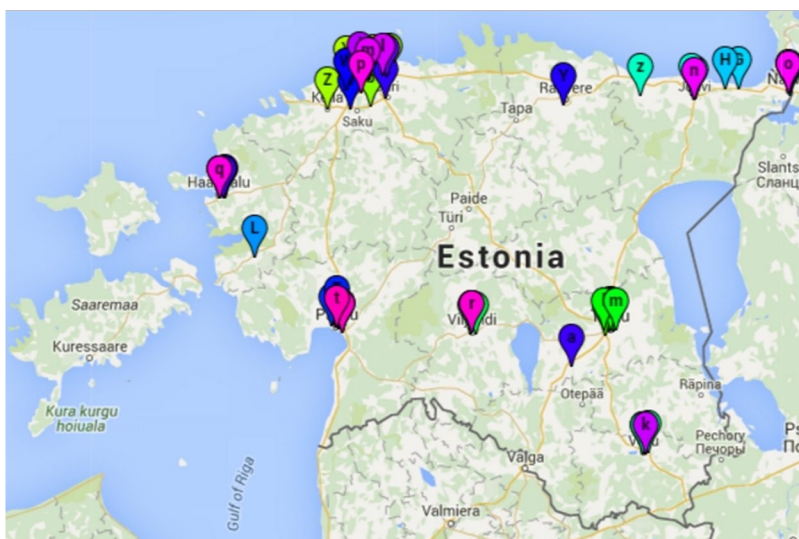 Z
p
Saku
Y
Tapa
z
n
H
G
o
Slants
Сланц
q
L
Paide
Türi
Estonia
Saaremaa
Kuressaare
t
r
m
a
Otepää
Räpina
Kura kurgu
hoiuala
k
Pechory
Печоры
Valga
Gulf of Riga
Valmiera